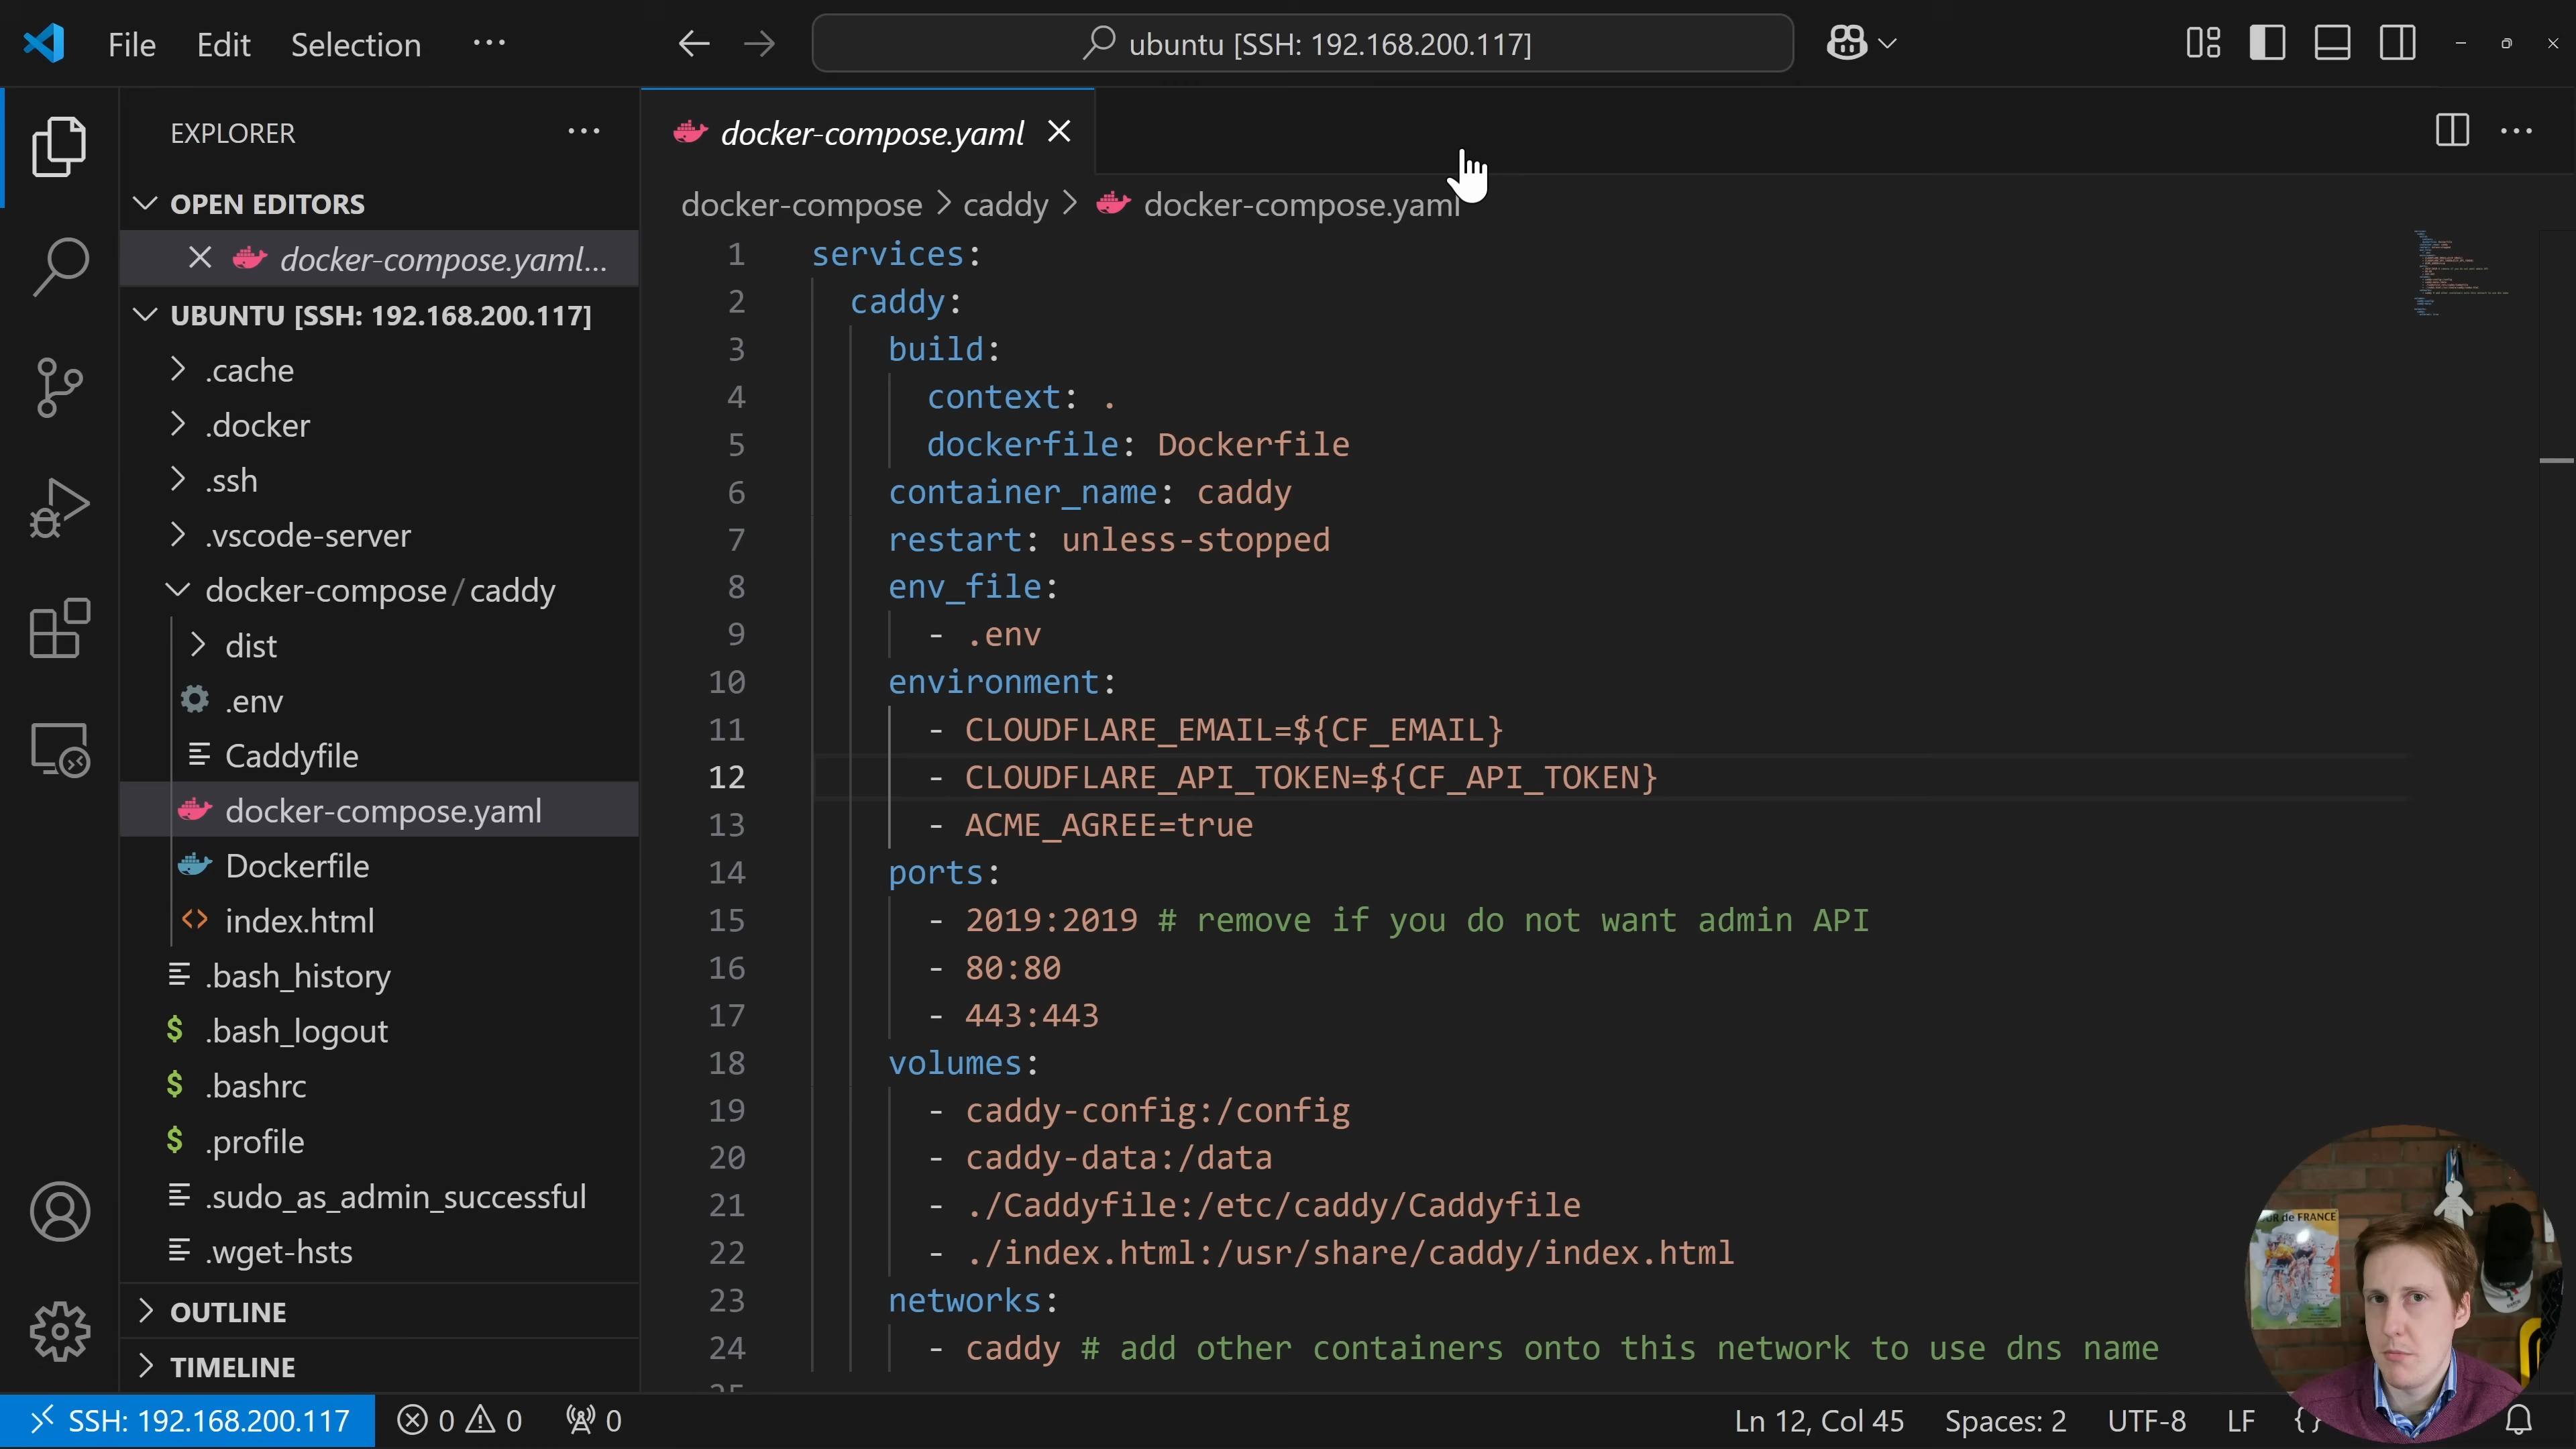 File Edit Selection ···
ubuntu [SSH: 192.168.200.117]
EXPLORER
OPEN EDITORS
docker-compose.yaml...
UBUNTU [SSH: 192.168.200.117]
.cache
.docker
.ssh
.vscode-server
docker-compose / caddy
dist
.env
Caddyfile
docker-compose.yaml
Dockerfile
index.html
.bash_history
.bash_logout
.bashrc
.profile
.sudo_as_admin_successful
.wget-hsts
OUTLINE
TIMELINE
docker-compose.yaml
docker-compose > caddy > docker-compose.yaml
1 services:
2 caddy:
3 build:
4 context: .
5 dockerfile: Dockerfile
6 container_name: caddy
7 restart: unless-stopped
8 env_file:
9 - .env
10 environment:
11 - CLOUDFLARE_EMAIL=${CF_EMAIL}
12 - CLOUDFLARE_API_TOKEN=${CF_API_TOKEN}
13 - ACME_AGREE=true
14 ports:
15 - 2019:2019 # remove if you do not want admin API
16 - 80:80
17 - 443:443
18 volumes:
19 - caddy-config:/config
20 - caddy-data:/data
21 - ./Caddyfile:/etc/caddy/Caddyfile
22 - ./index.html:/usr/share/caddy/index.html
23 networks:
24 - caddy # add other containers onto this network to use dns name
DE FRANCE
SSH: 192.168.200.117 0 0 0
Ln 12, Col 45 Spaces: 2 UTF-8 LF {}